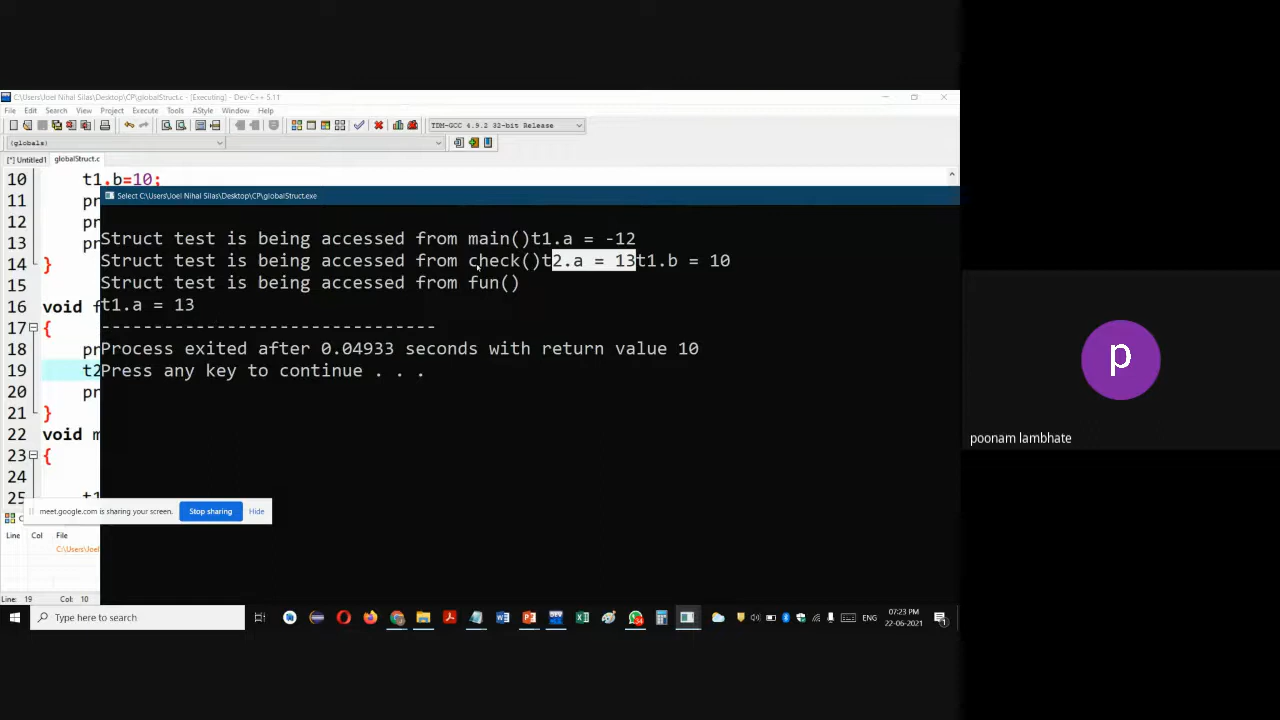 C:\Users\Joel Nihal Silas\Desktop\CP\globalStruct.c - [Executing] - Dev-C++ 5.11
File Edit Search View Project Execute Tools AStyle Window Help
TDM-GCC 4.9.2 32-bit Release
(globals)
[*] Untitled1 globalStruct.c
10 t1.b=10;
11 pr
12 pr
13 pr
14 }
15
16 void f
17 {
18 pr
19 t2
20 pr
21 }
22 void m
23 {
24
25 t1
Select C:\Users\Joel Nihal Silas\Desktop\CP\globalStruct.exe
Struct test is being accessed from main()t1.a = -12
Struct test is being accessed from check()t2.a = 13t1.b = 10
Struct test is being accessed from fun()
t1.a = 13
--------------------------------
Process exited after 0.04933 seconds with return value 10
Press any key to continue . . .
meet.google.com is sharing your screen. Stop sharing Hide
Line Col File
C:\Users\Joel
Line: 19 Col: 10
Type here to search
ENG
07:23 PM
22-06-2021
p
poonam lambhate